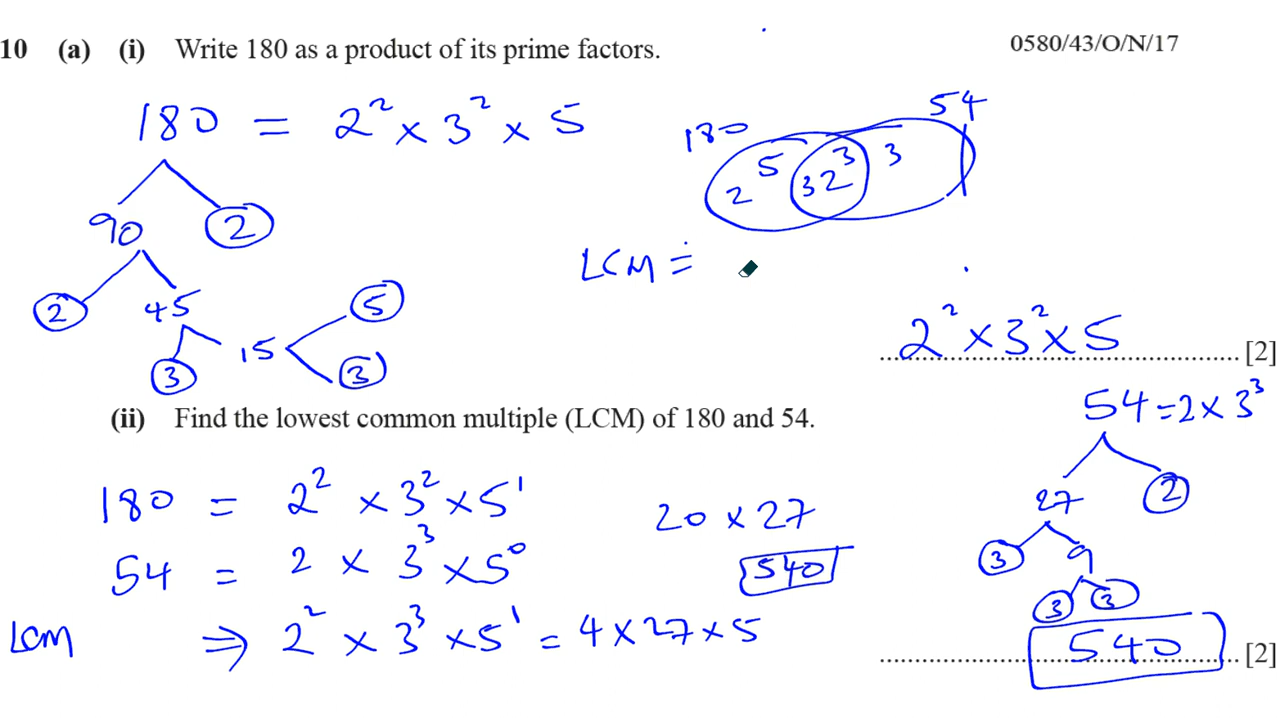 10 (a) (i) Write 180 as a product of its prime factors.
0580/43/O/N/17
180 = 2² × 3² × 5
90 2
2 45
3 15
5
3
180 54
2 5 3 2 3 3
LCM =
2² × 3² × 5 [2]
(ii) Find the lowest common multiple (LCM) of 180 and 54.
54 = 2 × 3³
27 2
3 9
3 3
180 = 2² × 3² × 5¹
54 = 2 × 3³ × 5⁰
LCM ⇒ 2² × 3³ × 5¹ = 4 × 27 × 5
20 × 27
540
540 [2]